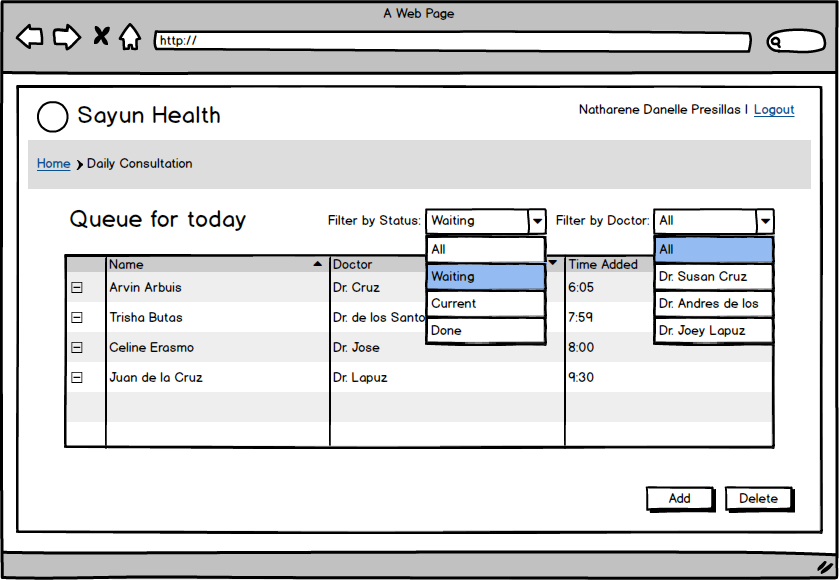 A Web Page
http://
Sayun Health
Natharene Danelle Presillas | Logout
Home > Daily Consultation
Queue for today
Filter by Status: Waiting
Filter by Doctor: All
All
Waiting
Current
Done
All
Dr. Susan Cruz
Dr. Andres de los
Dr. Joey Lapuz
Name Doctor Time Added
Arvin Arbuis Dr. Cruz 6:05
Trisha Butas Dr. de los Santo 7:59
Celine Erasmo Dr. Jose 8:00
Juan de la Cruz Dr. Lapuz 9:30
Add Delete